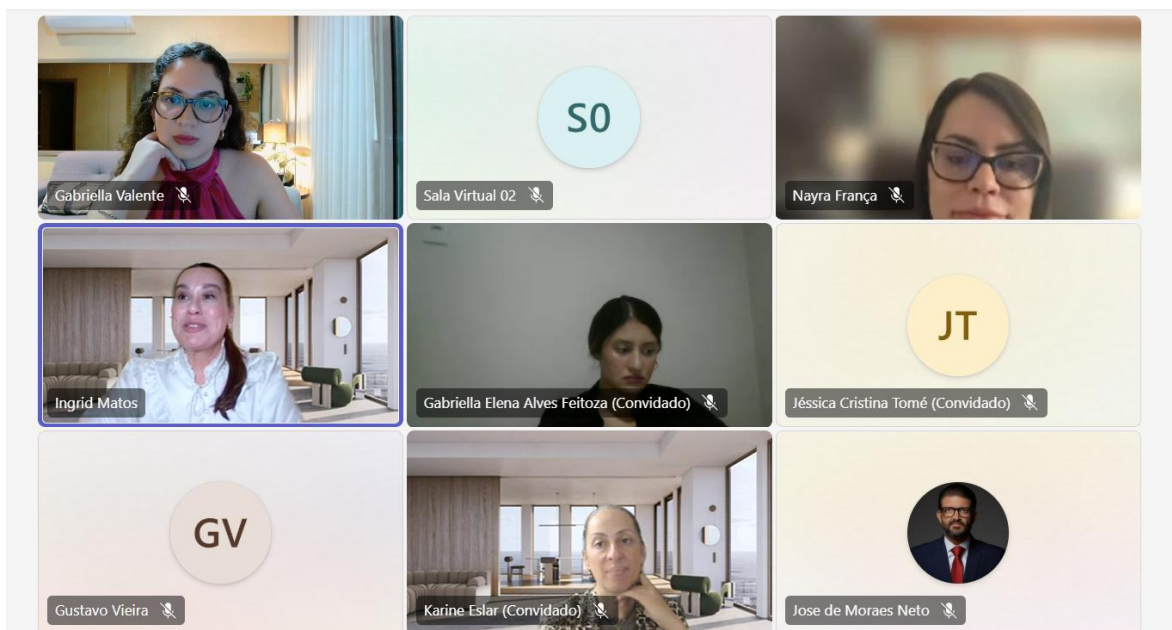 Gabriella Valente
S0
Sala Virtual 02
Nayra França
Ingrid Matos
Gabriella Elena Alves Feitoza (Convidado)
JT
Jéssica Cristina Tomé (Convidado)
GV
Gustavo Vieira
Karine Eslar (Convidado)
Jose de Moraes Neto